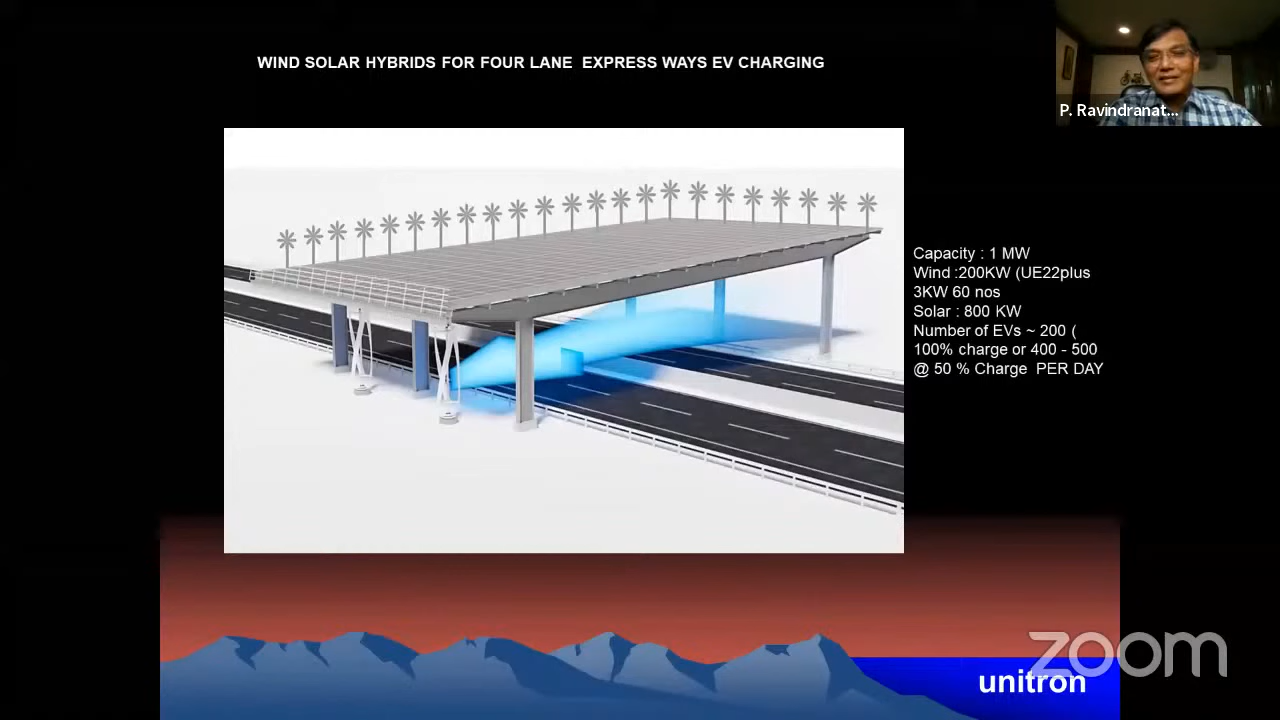 WIND SOLAR HYBRIDS FOR FOUR LANE EXPRESS WAYS EV CHARGING
P. Ravindranat...
Capacity : 1 MW
Wind :200KW (UE22plus
3KW 60 nos
Solar : 800 KW
Number of EVs ~ 200 (
100% charge or 400 - 500
@ 50 % Charge PER DAY
zoom
unitron